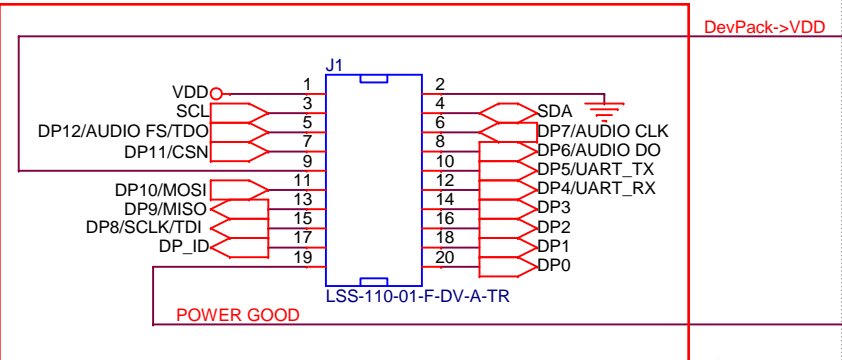 DevPack->VDD
J1
VDD 1 2
SCL 3 4 SDA
DP12/AUDIO FS/TDO 5 6 DP7/AUDIO CLK
DP11/CSN 7 8 DP6/AUDIO DO
9 10 DP5/UART_TX
DP10/MOSI 11 12 DP4/UART_RX
DP9/MISO 13 14 DP3
DP8/SCLK/TDI 15 16 DP2
DP_ID 17 18 DP1
19 20 DP0
LSS-110-01-F-DV-A-TR
POWER GOOD